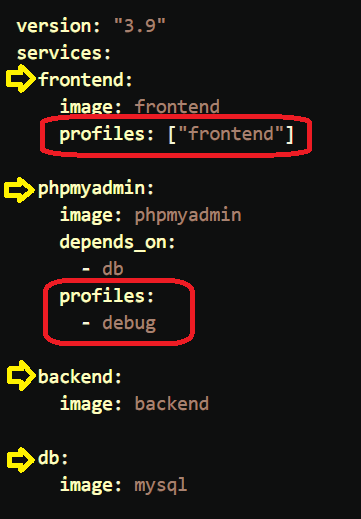 version: "3.9"
services:
frontend:
image: frontend
profiles: ["frontend"]
phpmyadmin:
image: phpmyadmin
depends_on:
- db
profiles:
- debug
backend:
image: backend
db:
image: mysql